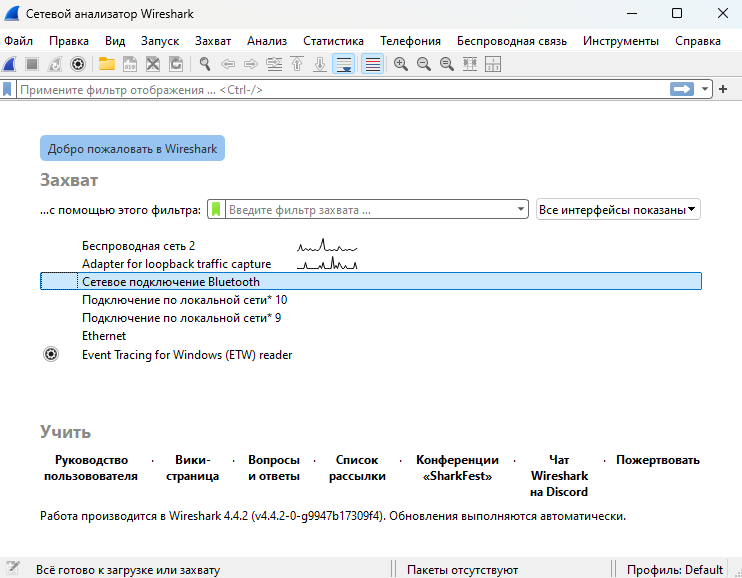 Сетевой анализатор Wireshark
Файл Правка Вид Запуск Захват Анализ Статистика Телефония Беспроводная связь Инструменты Справка
Примените фильтр отображения ... <Ctrl-/>
Добро пожаловать в Wireshark
Захват
...с помощью этого фильтра: Введите фильтр захвата ... Все интерфейсы показаны
Беспроводная сеть 2
Adapter for loopback traffic capture
Сетевое подключение Bluetooth
Подключение по локальной сети* 10
Подключение по локальной сети* 9
Ethernet
Event Tracing for Windows (ETW) reader
Учить
Руководство · Вики- · Вопросы · Список · Конференции · Чат · Пожертвовать
пользовователя страница и ответы рассылки «SharkFest» Wireshark
на Discord
Работа производится в Wireshark 4.4.2 (v4.4.2-0-g9947b17309f4). Обновления выполняются автоматически.
Всё готово к загрузке или захвату Пакеты отсутствуют Профиль: Default